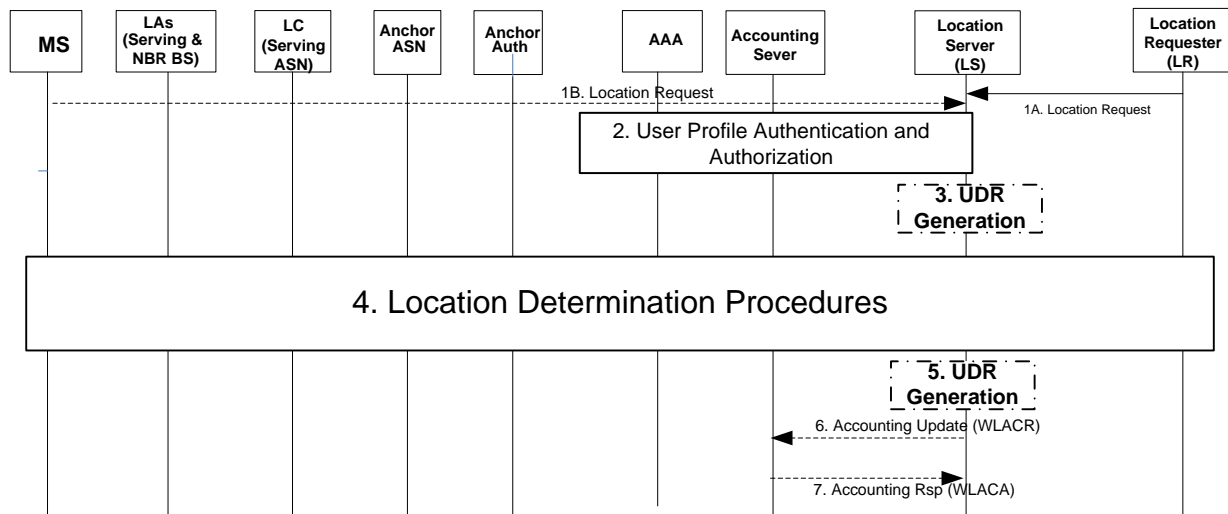 MS
LAs
(Serving &
NBR BS)
LC
(Serving
ASN)
Anchor
ASN
Anchor
Auth
AAA
Accounting
Sever
Location
Server
(LS)
Location
Requester
(LR)
1B. Location Request
1A. Location Request
2. User Profile Authentication and
Authorization
3. UDR
Generation
4. Location Determination Procedures
5. UDR
Generation
6. Accounting Update (WLACR)
7. Accounting Rsp (WLACA)